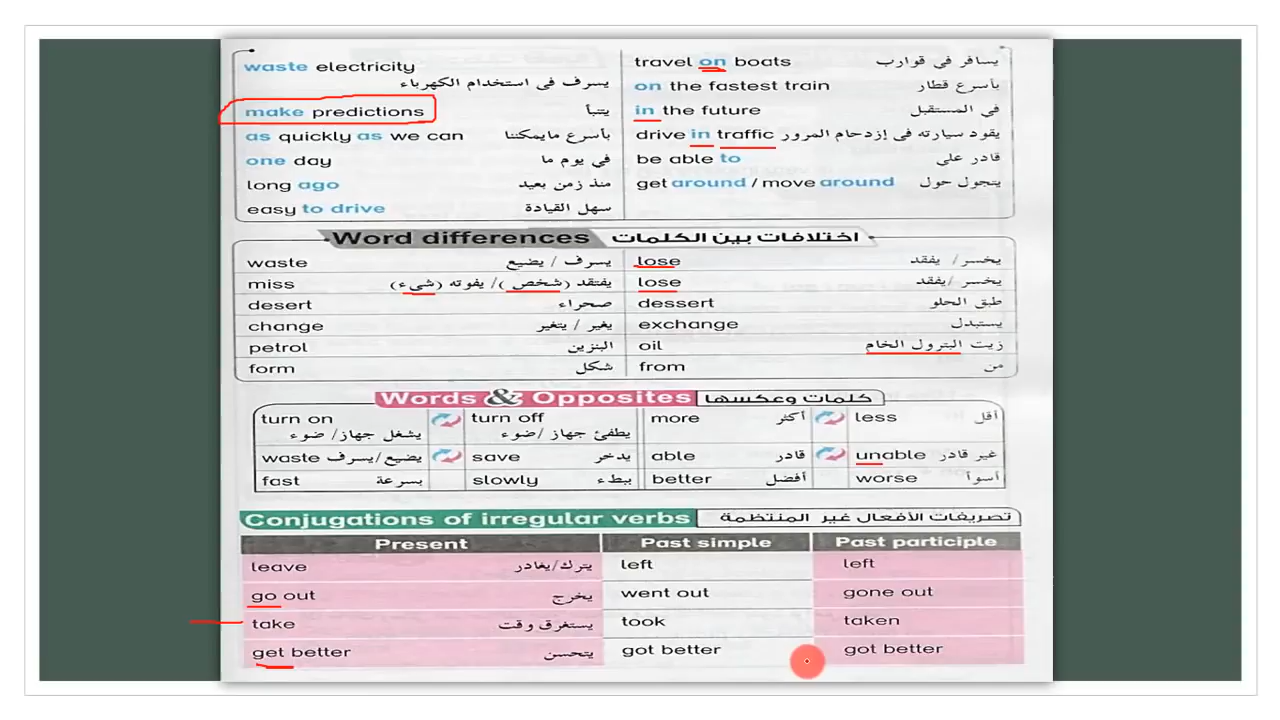 waste electricity
يسرف فى استخدام الكهرباء
make predictions يتنبأ
as quickly as we can بأسرع مايمكننا
one day في يوم ما
long ago منذ زمن بعيد
easy to drive سهل القيادة
travel on boats يسافر فى قوارب
on the fastest train بأسرع قطار
in the future فى المستقبل
drive in traffic يقود سيارته فى إزدحام المرور
be able to قادر على
get around / move around يتجول حول
Word differences اختلافات بين الكلمات
waste يسرف / يضيع lose يخسر/ يفقد
miss يفتقد (شخص)/ يفوته (شىء) lose يخسر /يفقد
desert صحراء dessert طبق الحلو
change يغير / يتغير exchange يستبدل
petrol البنزين oil زيت البترول الخام
form شكل from من
Words & Opposites كلمات وعكسها
turn on turn off more أكثر less أقل
يشغل جهاز/ ضوء يطفئ جهاز /ضوء
waste يضيع/يسرف save يدخر able قادر unable غير قادر
fast بسرعة slowly ببطء better أفضل worse أسوأ
Conjugations of irregular verbs تصريفات الأفعال غير المنتظمة
Present Past simple Past participle
leave يترك/يغادر left left
go out يخرج went out gone out
take يستغرق وقت took taken
get better يتحسن got better got better